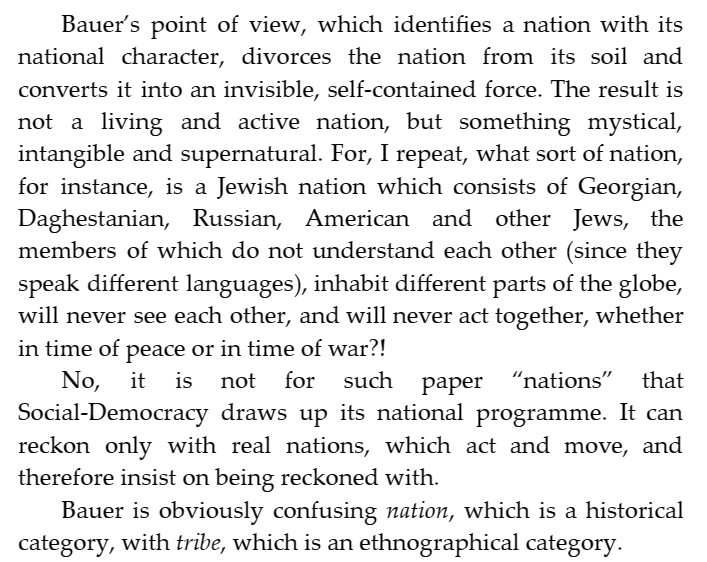 Bauer's point of view, which identifies a nation with its
national character, divorces the nation from its soil and
converts it into an invisible, self-contained force. The result is
not a living and active nation, but something mystical,
intangible and supernatural. For, I repeat, what sort of nation,
for instance, is a Jewish nation which consists of Georgian,
Daghestanian, Russian, American and other Jews, the
members of which do not understand each other (since they
speak different languages), inhabit different parts of the globe,
will never see each other, and will never act together, whether
in time of peace or in time of war?!
No, it is not for such paper “nations” that
Social-Democracy draws up its national programme. It can
reckon only with real nations, which act and move, and
therefore insist on being reckoned with.
Bauer is obviously confusing nation, which is a historical
category, with tribe, which is an ethnographical category.